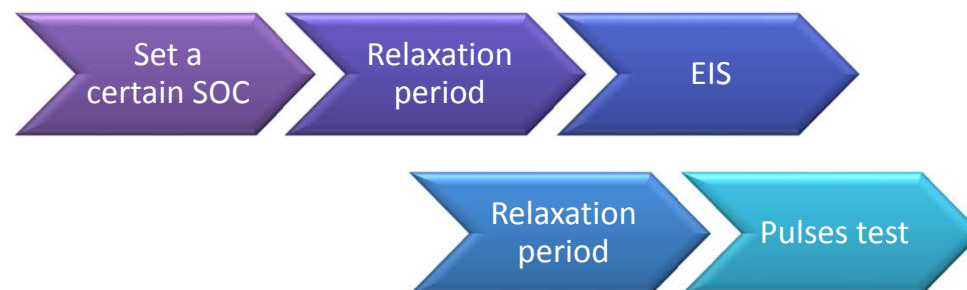 Set a
certain SOC
Relaxation
period
EIS
Relaxation
period
Pulses test